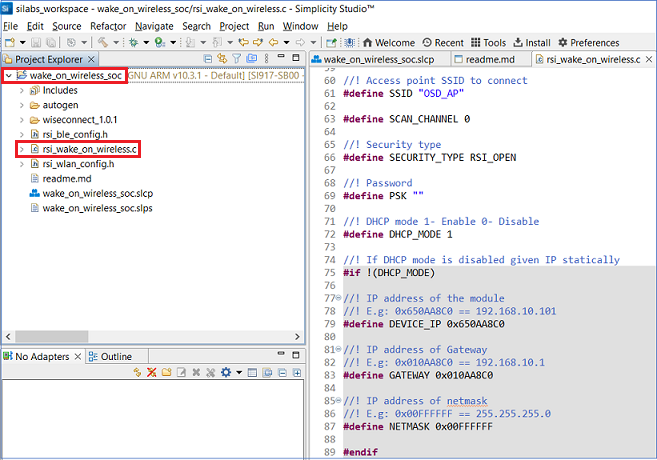 silabs_workspace - wake_on_wireless_soc/rsi_wake_on_wireless.c - Simplicity Studio™
File Edit Source Refactor Navigate Search Project Run Window Help
Welcome Recent Tools Install Preferences
Project Explorer
wake_on_wireless_soc [GNU ARM v10.3.1 - Default] [SI917-SB00 -
Includes
autogen
wiseconnect_1.0.1
rsi_ble_config.h
rsi_wake_on_wireless.c
rsi_wlan_config.h
readme.md
wake_on_wireless_soc.slcp
wake_on_wireless_soc.slps
No Adapters Outline
wake_on_wireless_soc.slcp readme.md rsi_wake_on_wireless.c
59
60 //! Access point SSID to connect
61 #define SSID "OSD_AP"
62
63 #define SCAN_CHANNEL 0
64
65 //! Security type
66 #define SECURITY_TYPE RSI_OPEN
67
68 //! Password
69 #define PSK ""
70
71 //! DHCP mode 1- Enable 0- Disable
72 #define DHCP_MODE 1
73
74 //! If DHCP mode is disabled given IP statically
75 #if !(DHCP_MODE)
76
77 //! IP address of the module
78 //! E.g: 0x650AA8C0 == 192.168.10.101
79 #define DEVICE_IP 0x650AA8C0
80
81 //! IP address of Gateway
82 //! E.g: 0x010AA8C0 == 192.168.10.1
83 #define GATEWAY 0x010AA8C0
84
85 //! IP address of netmask
86 //! E.g: 0x00FFFFFF == 255.255.255.0
87 #define NETMASK 0x00FFFFFF
88
89 #endif